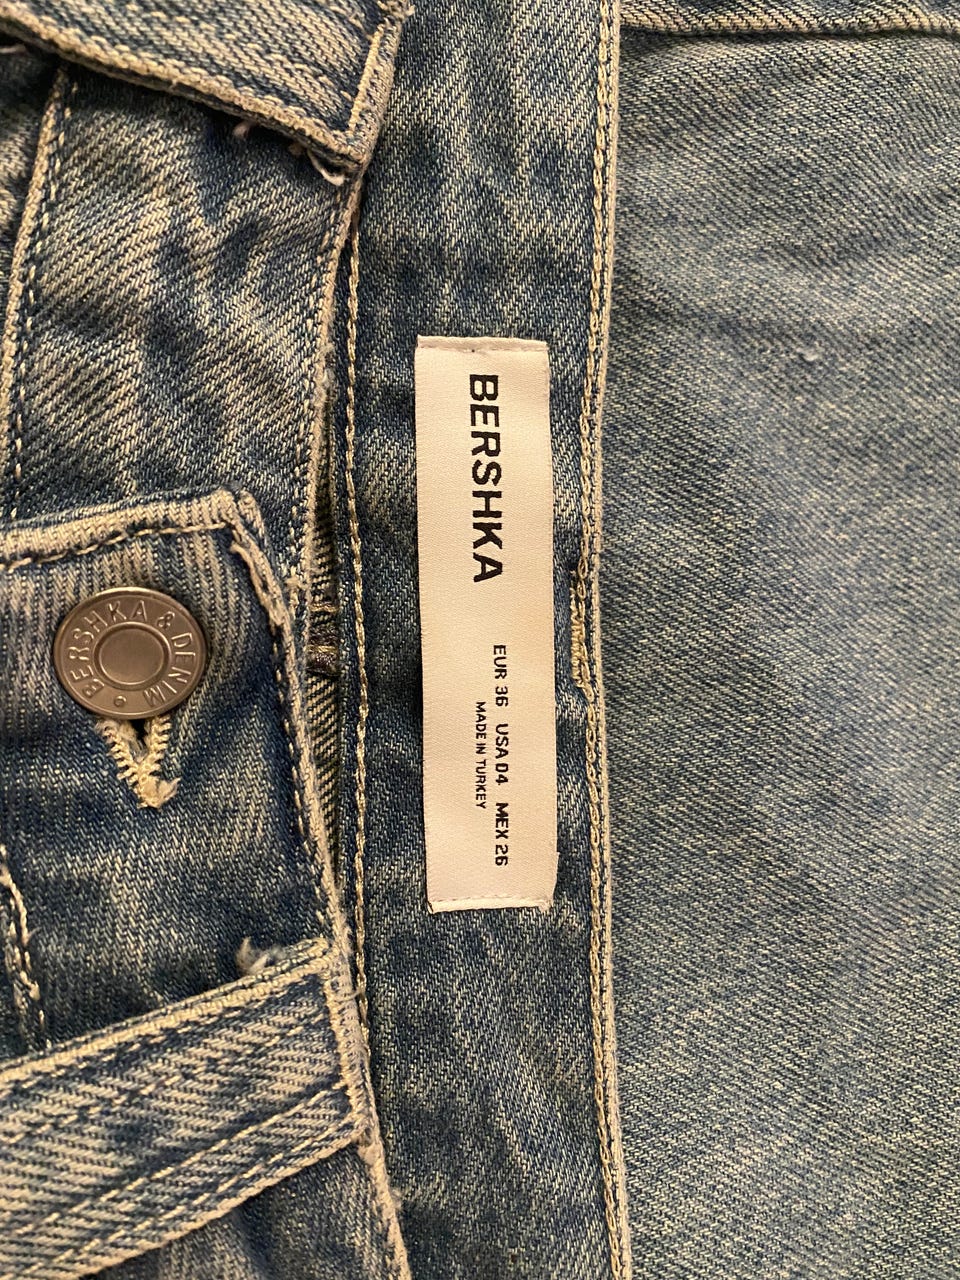 BERSHKA
EUR 36 USA 04 MEX 26
MADE IN TURKEY
BERSHKA & DENIM